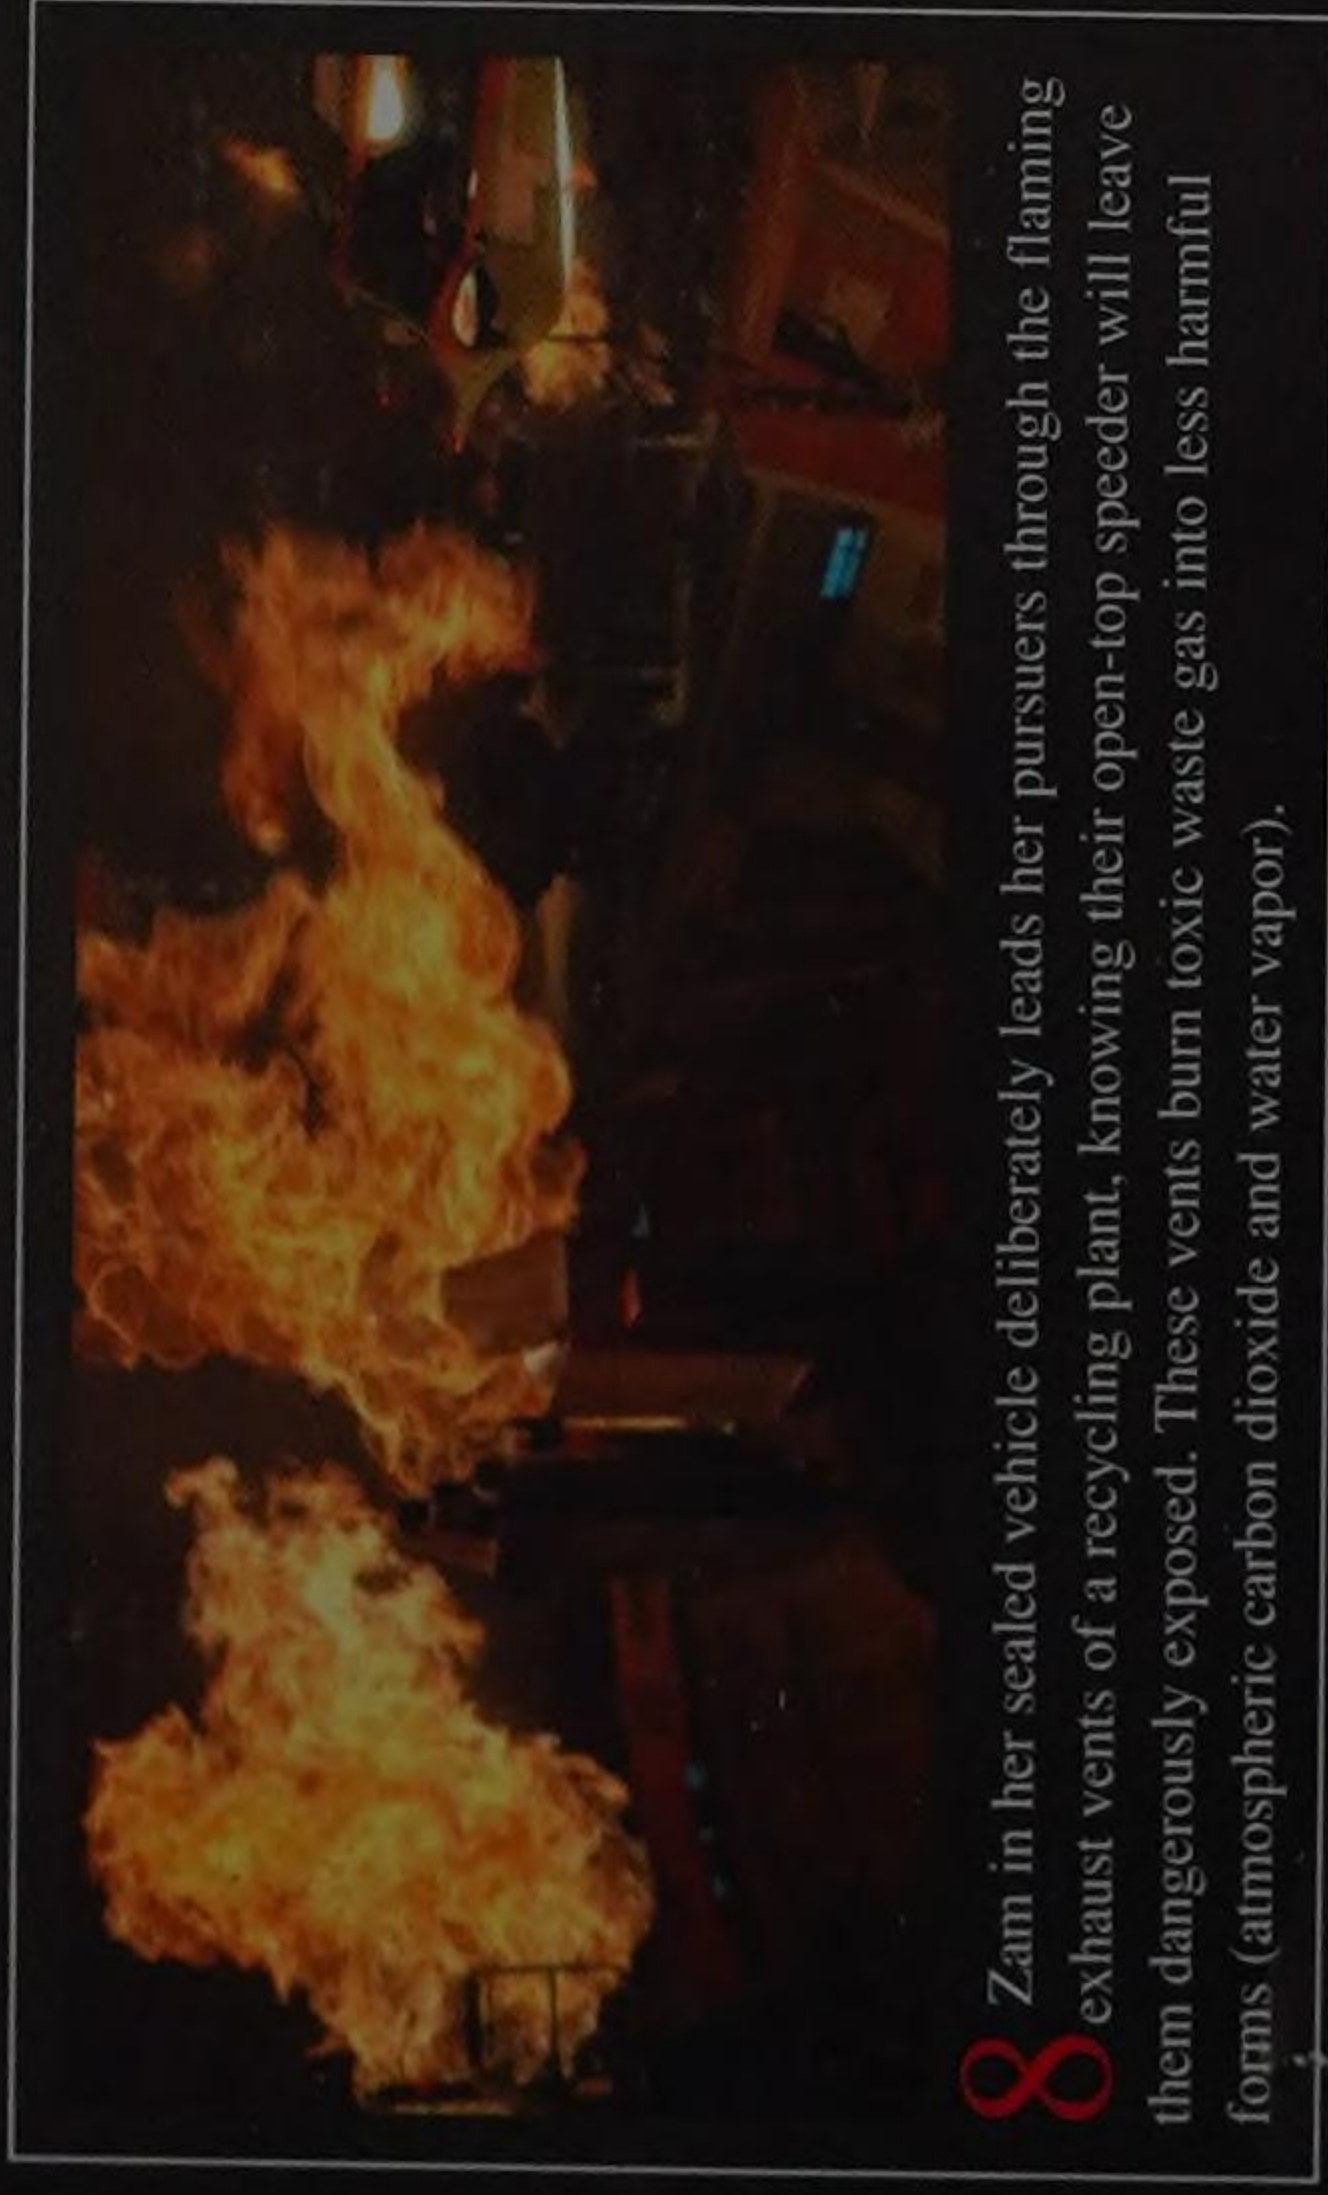 8 Zam in her sealed vehicle deliberately leads her pursuers through the flaming
exhaust vents of a recycling plant, knowing their open-top speeder will leave
them dangerously exposed. These vents burn toxic waste gas into less harmful
forms (atmospheric carbon dioxide and water vapor).